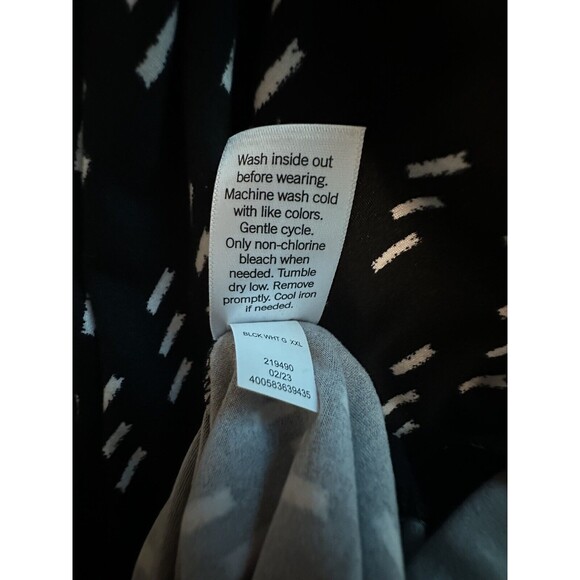 Wash inside out
before wearing.
Machine wash cold
with like colors.
Gentle cycle.
Only non-chlorine
bleach when
needed. Tumble
dry low. Remove
promptly. Cool iron
if needed.
BLCK WHT G XXL
219490
02/23
400583639435